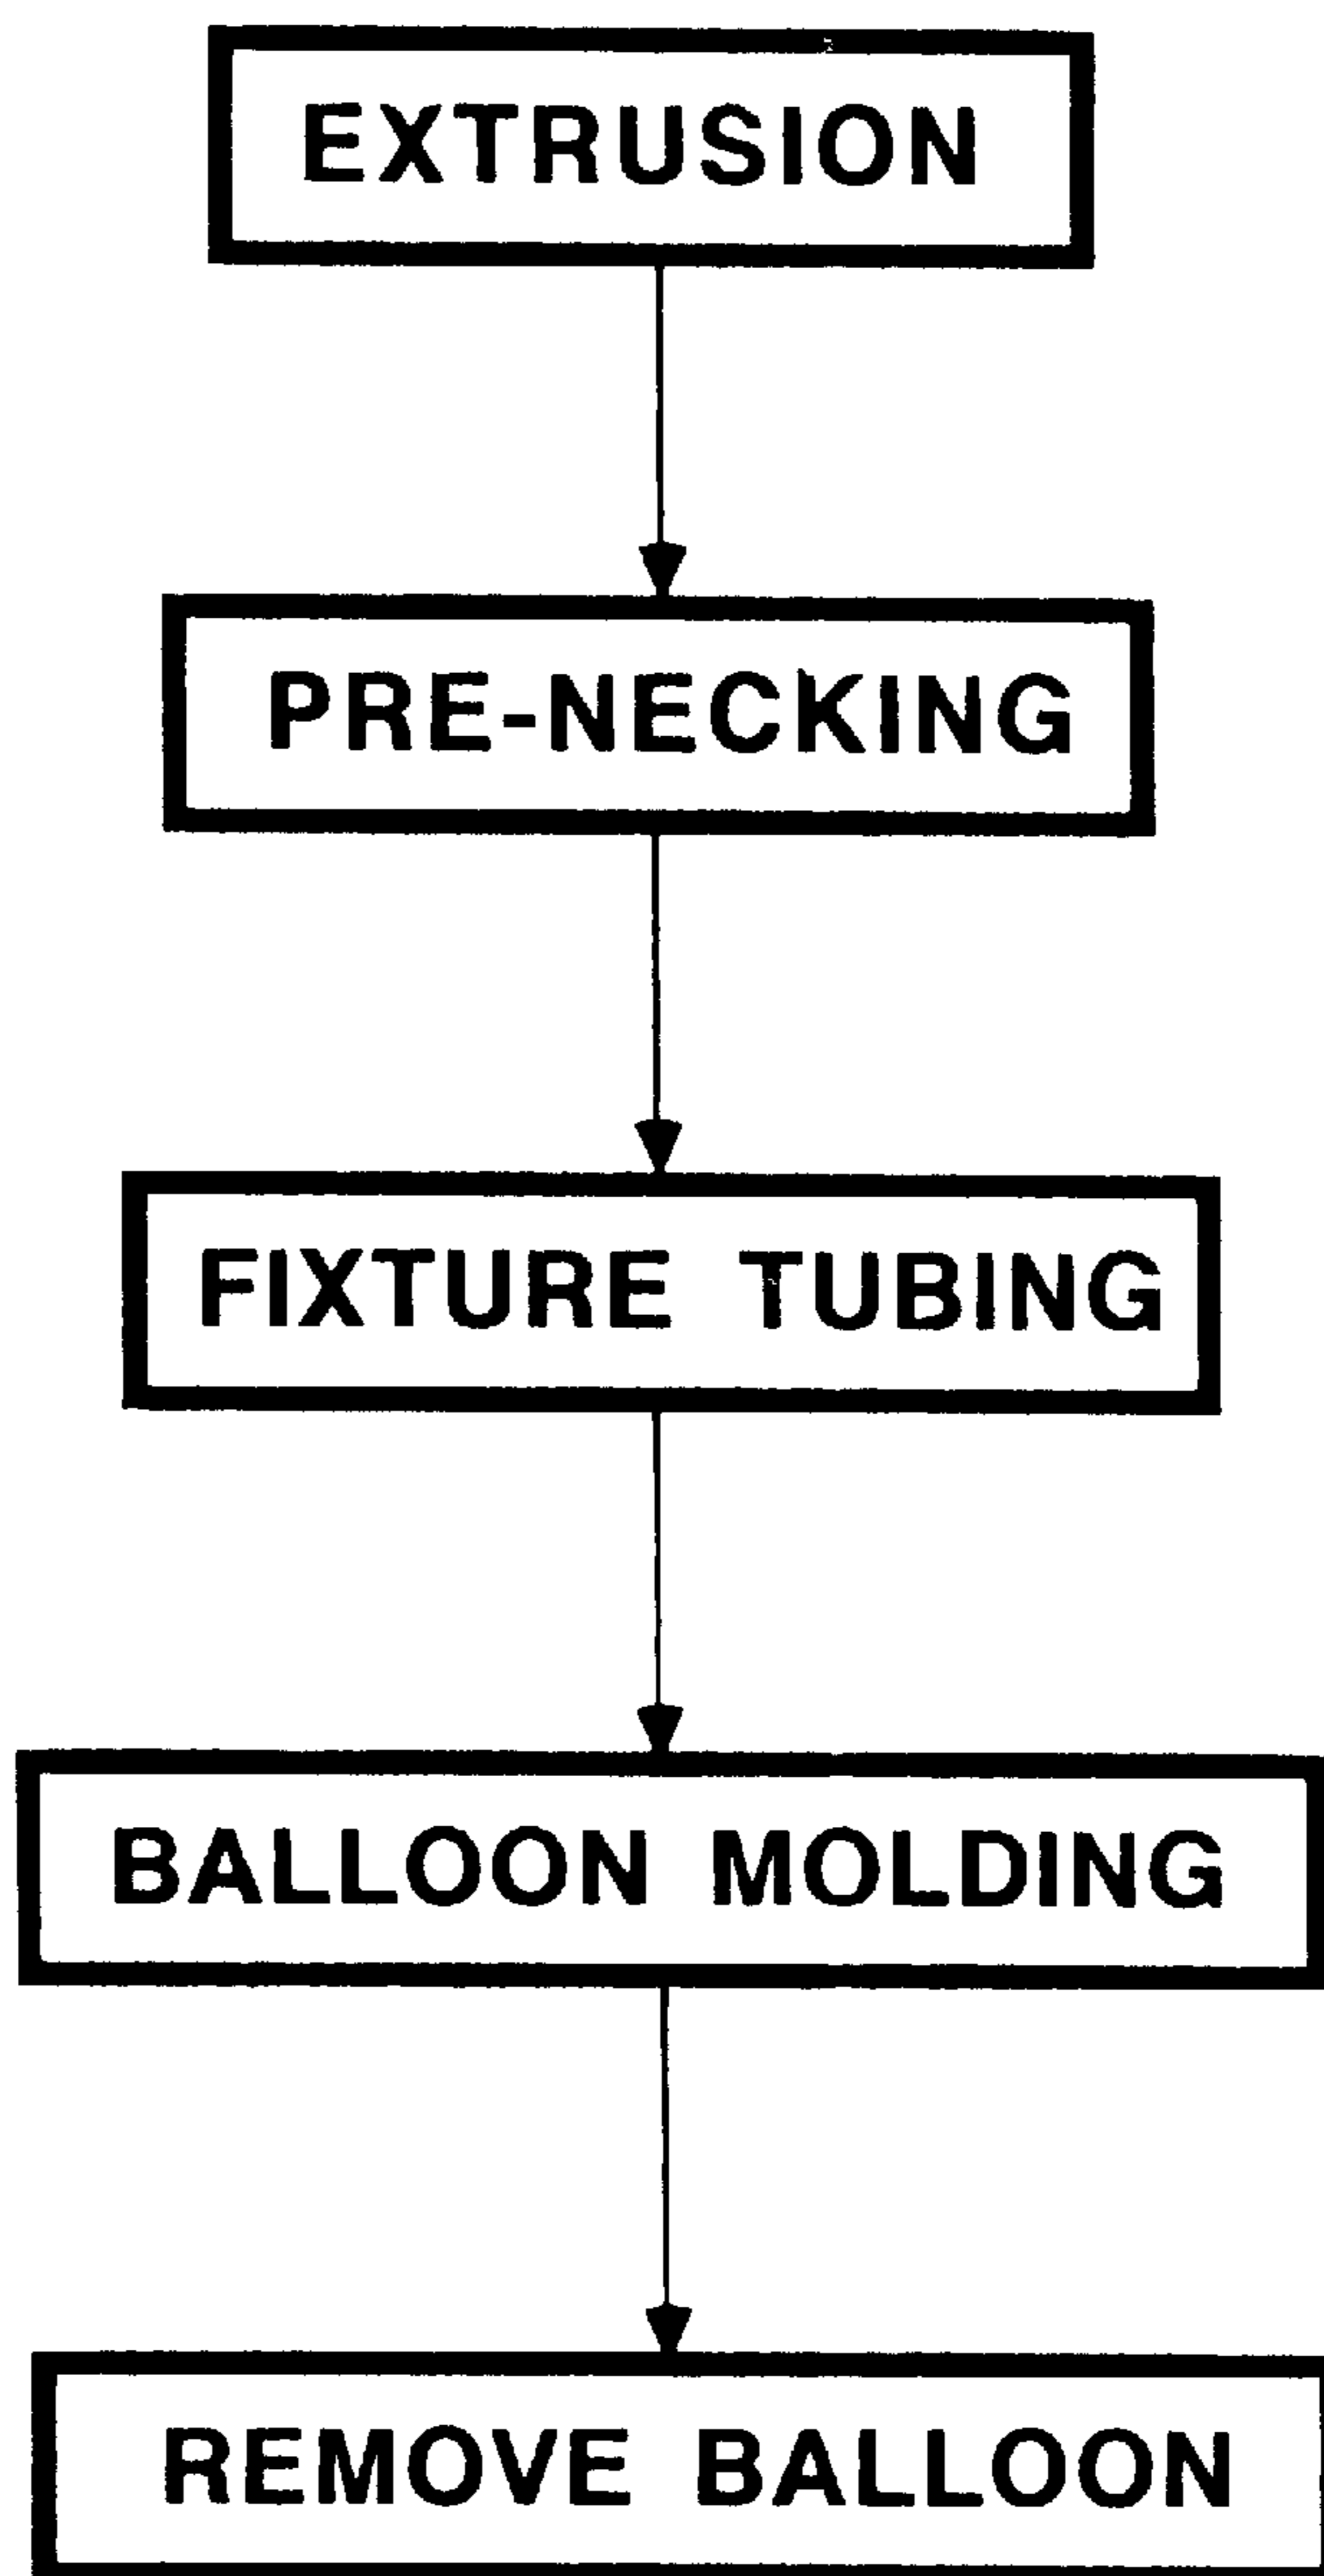 EXTRUSION
PRE-NECKING
FIXTURE TUBING
BALLOON MOLDING
REMOVE BALLOON